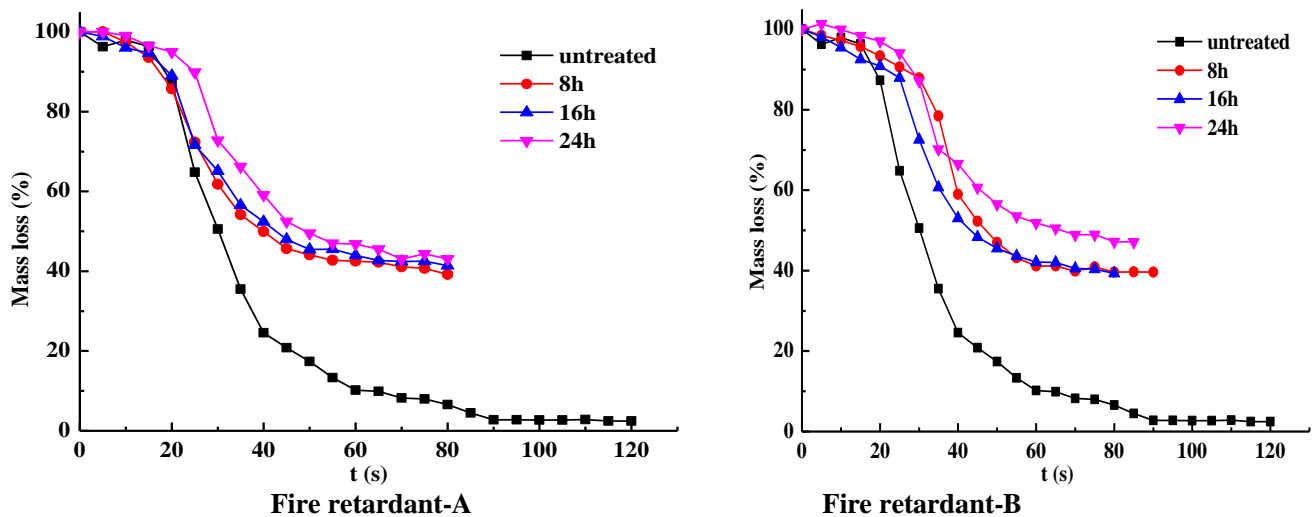 100
80
60
40
20
0
Mass loss (%)
untreated
8h
16h
24h
0 20 40 60 80 100 120
t (s)
Fire retardant-A
100
80
60
40
20
0
Mass loss (%)
untreated
8h
16h
24h
0 20 40 60 80 100 120
t (s)
Fire retardant-B